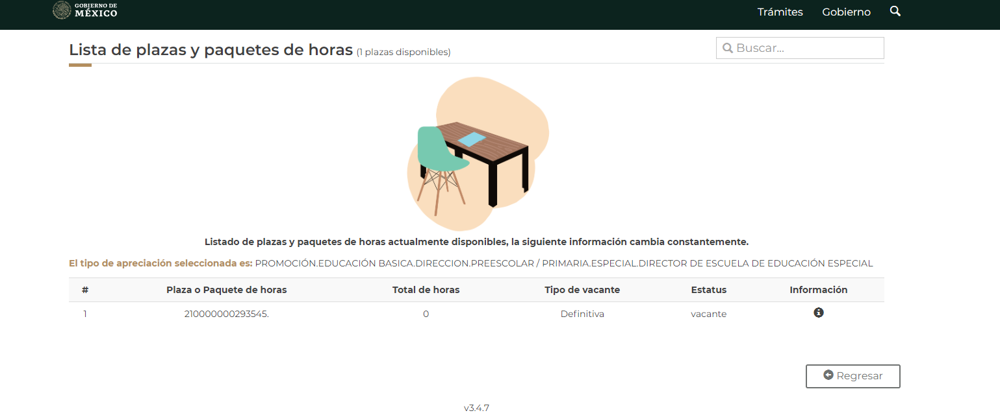 GOBIERNO DE
MÉXICO
Trámites Gobierno
Lista de plazas y paquetes de horas (1 plazas disponibles)
Buscar...
Listado de plazas y paquetes de horas actualmente disponibles, la siguiente información cambia constantemente.
El tipo de apreciación seleccionada es: PROMOCIÓN.EDUCACIÓN BASICA.DIRECCION.PREESCOLAR / PRIMARIA.ESPECIAL.DIRECTOR DE ESCUELA DE EDUCACIÓN ESPECIAL
# Plaza o Paquete de horas Total de horas Tipo de vacante Estatus Información
1 210000000293545. 0 Definitiva vacante
Regresar
v3.4.7